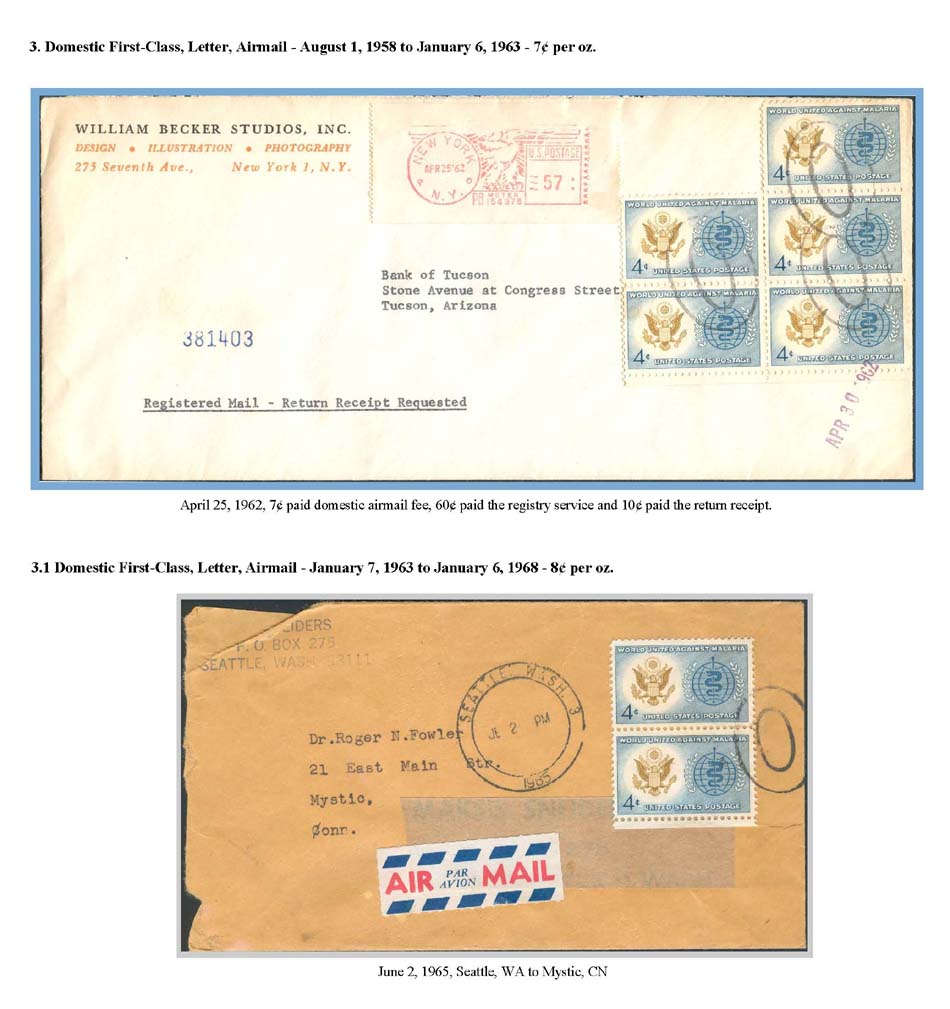 3. Domestic First-Class, Letter, Airmail - August 1, 1958 to January 6, 1963 - 7¢ per oz.
WILLIAM BECKER STUDIOS, INC.
DESIGN • ILLUSTRATION • PHOTOGRAPHY
275 Seventh Ave., New York 1, N.Y.
NEW YORK
APR 25 '62
N.Y.
U.S. POSTAGE
57
PB METER
WORLD UNITED AGAINST MALARIA
UNITED STATES POSTAGE
WORLD UNITED AGAINST MALARIA
4¢ UNITED STATES POSTAGE
WORLD UNITED AGAINST MALARIA
4¢ UNITED STATES POSTAGE
WORLD UNITED AGAINST MALARIA
4¢ UNITED STATES POSTAGE
WORLD UNITED AGAINST MALARIA
4¢ UNITED STATES POSTAGE
Bank of Tucson
Stone Avenue at Congress Street
Tucson, Arizona
381403
Registered Mail - Return Receipt Requested
APR 30 1962
April 25, 1962, 7¢ paid domestic airmail fee, 60¢ paid the registry service and 10¢ paid the return receipt.
3.1 Domestic First-Class, Letter, Airmail - January 7, 1963 to January 6, 1968 - 8¢ per oz.
P. O. BOX 275
SEATTLE, WASH
SEATTLE, WASH. 3
JE 2 PM
1965
WORLD UNITED AGAINST MALARIA
4¢ UNITED STATES POSTAGE
WORLD UNITED AGAINST MALARIA
4¢ UNITED STATES POSTAGE
Dr.Roger N.Fowler
21 East Main Str.
Mystic,
Conn.
AIR PAR AVION MAIL
June 2, 1965, Seattle, WA to Mystic, CN